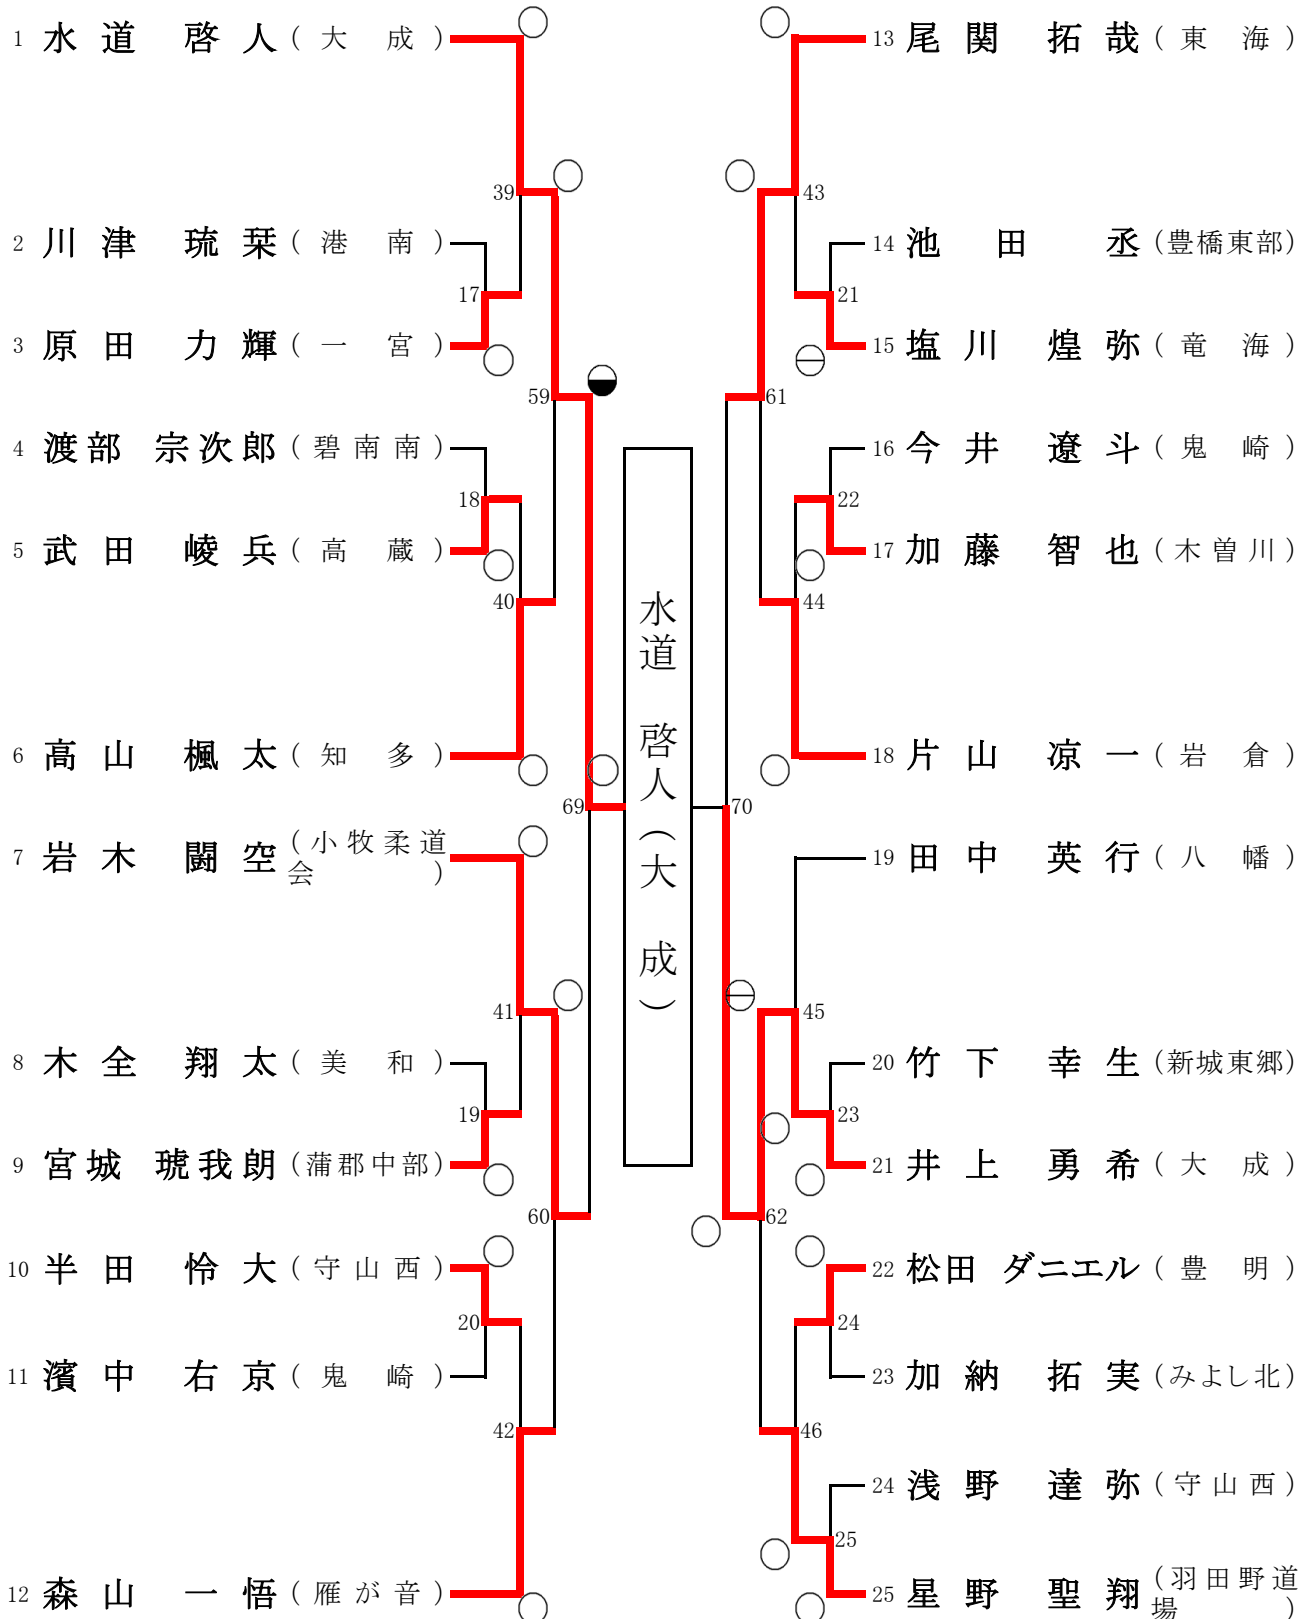 1 水道 啓人 (大成)
2 川津 琉栞 (港南)
3 原田 力輝 (一宮)
4 渡部 宗次郎 (碧南南)
5 武田 崚兵 (高蔵)
6 高山 楓太 (知多)
7 岩木 闘空 (小牧柔道
会)
8 木全 翔太 (美和)
9 宮城 琥我朗 (蒲郡中部)
10 半田 怜大 (守山西)
11 濱中 右京 (鬼崎)
12 森山 一悟 (雁が音)
39
17
59
18
40
69
41
19
60
20
42
水道 啓人(大成)
43
21
61
22
44
70
45
23
62
24
46
25
13 尾関 拓哉 (東海)
14 池田 丞 (豊橋東部)
15 塩川 煌弥 (竜海)
16 今井 遼斗 (鬼崎)
17 加藤 智也 (木曽川)
18 片山 凉一 (岩倉)
19 田中 英行 (八幡)
20 竹下 幸生 (新城東郷)
21 井上 勇希 (大成)
22 松田 ダニエル (豊明)
23 加納 拓実 (みよし北)
24 浅野 達弥 (守山西)
25 星野 聖翔 (羽田野道
場)